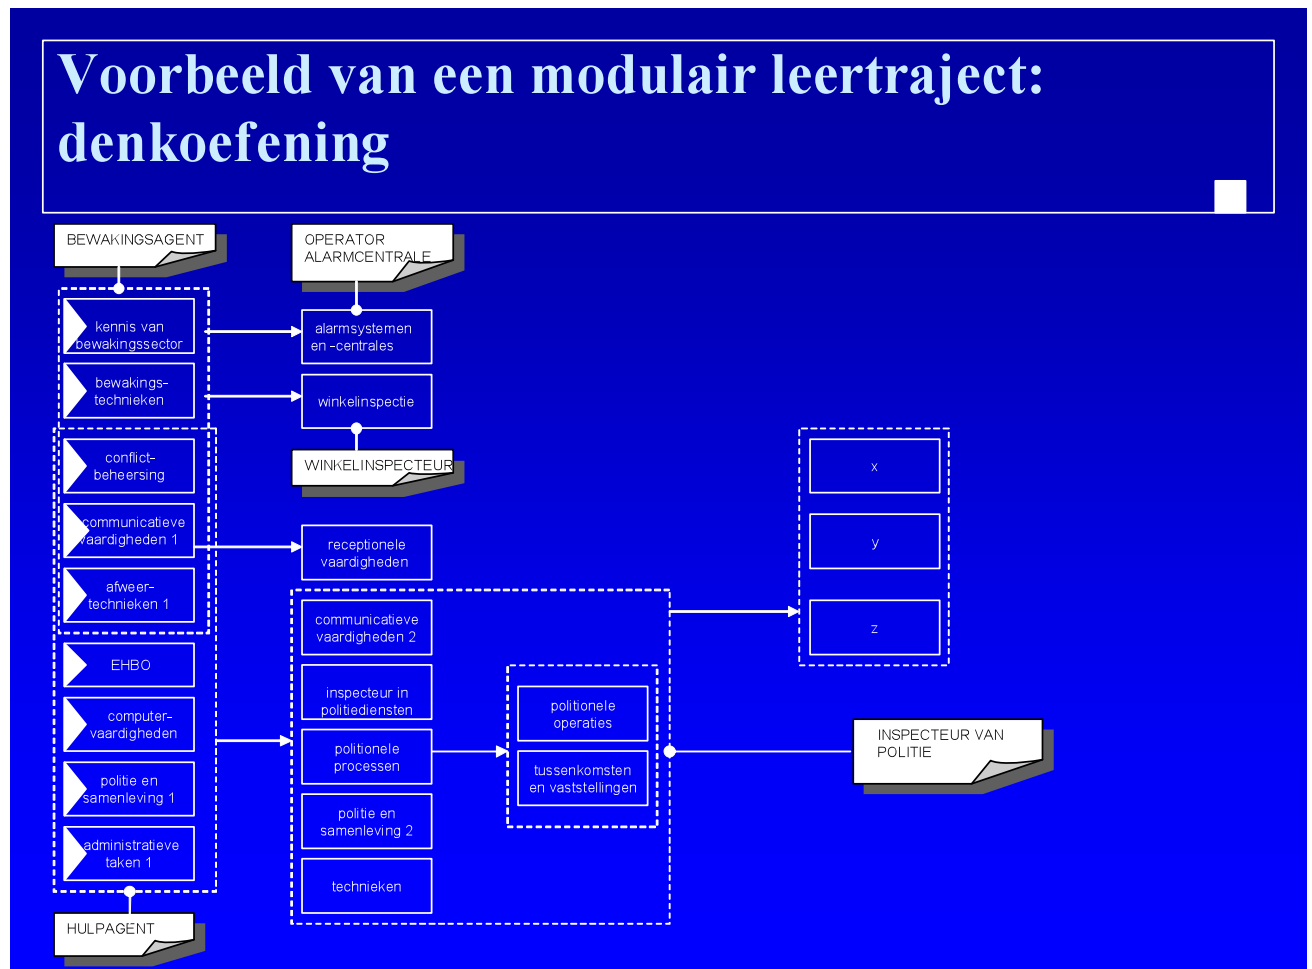 Voorbeeld van een modulair leertraject:
denkoefening
BEWAKINGSAGENT
OPERATOR
ALARMCENTRALE
kennis van
bewakingssector
alarmsystemen
en -centrales
bewakings-
technieken
winkelinspectie
conflict-
beheersing
WINKELINSPECTEUR
x
communicatieve
vaardigheden 1
receptionele
vaardigheden
y
afweer-
technieken 1
communicatieve
vaardigheden 2
z
EHBO
inspecteur in
politiediensten
politionele
operaties
computer-
vaardigheden
politionele
processen
tussenkomsten
en vaststellingen
INSPECTEUR VAN
POLITIE
politie en
samenleving 1
politie en
samenleving 2
administratieve
taken 1
technieken
HULPAGENT